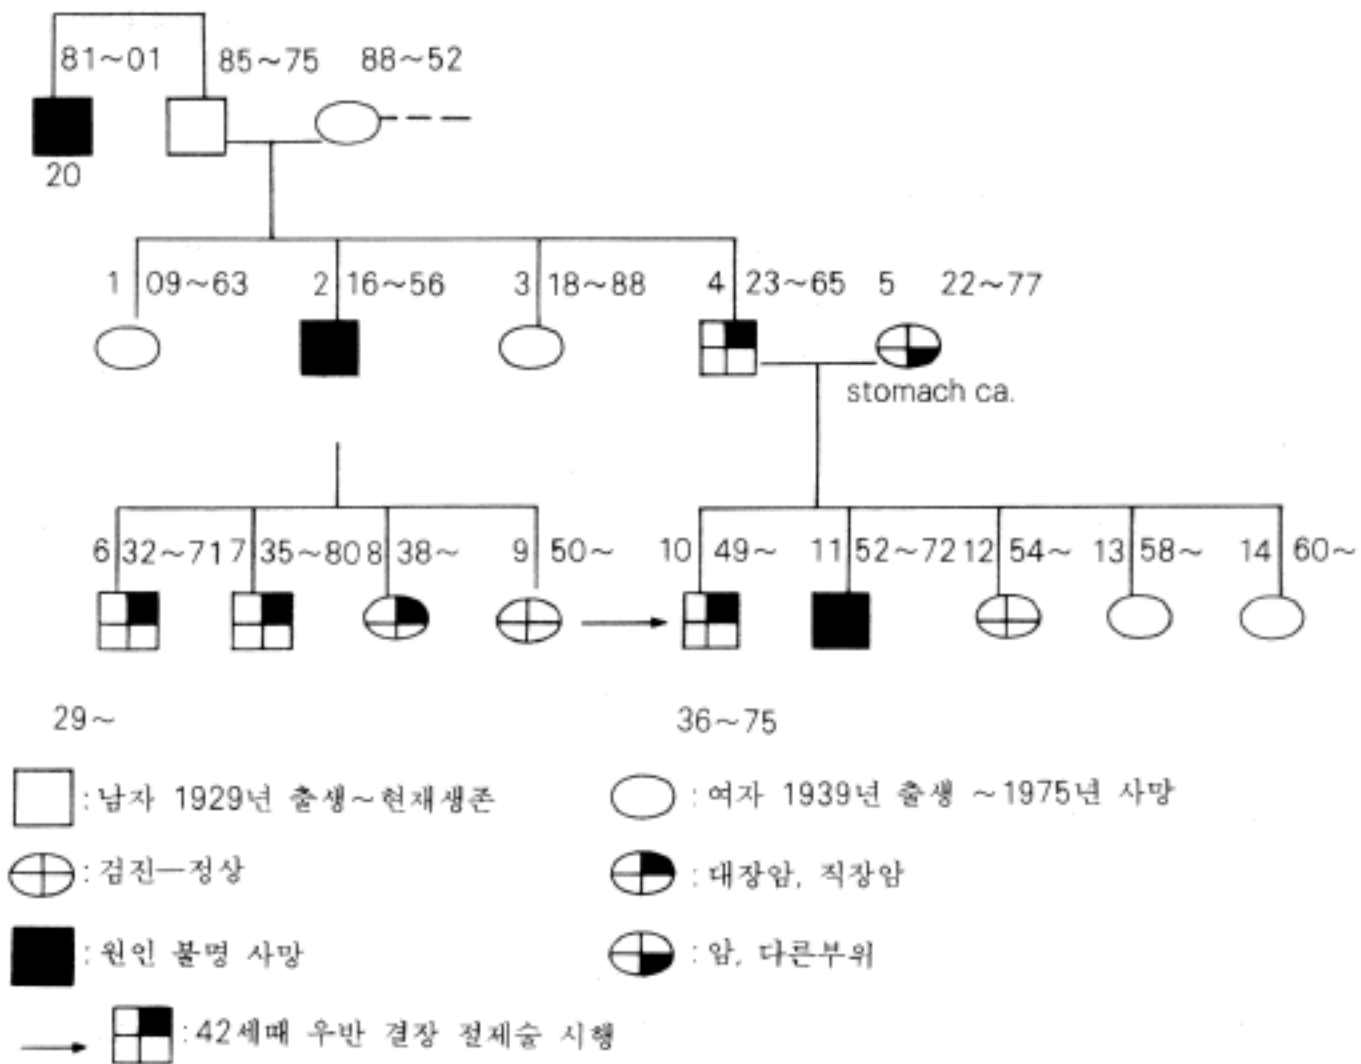 81~01 85~75 88~52
20
1 09~63 2 16~56 3 18~88 4 23~65 5 22~77
stomach ca.
6 32~71 7 35~80 8 38~ 9 50~ 10 49~ 11 52~72 12 54~ 13 58~ 14 60~
29~ 36~75
: 남자 1929년 출생~현재생존 : 여자 1939년 출생 ~1975년 사망
: 검진—정상 : 대장암, 직장암
: 원인 불명 사망 : 암, 다른부위
: 42세때 우반 결장 절제술 시행